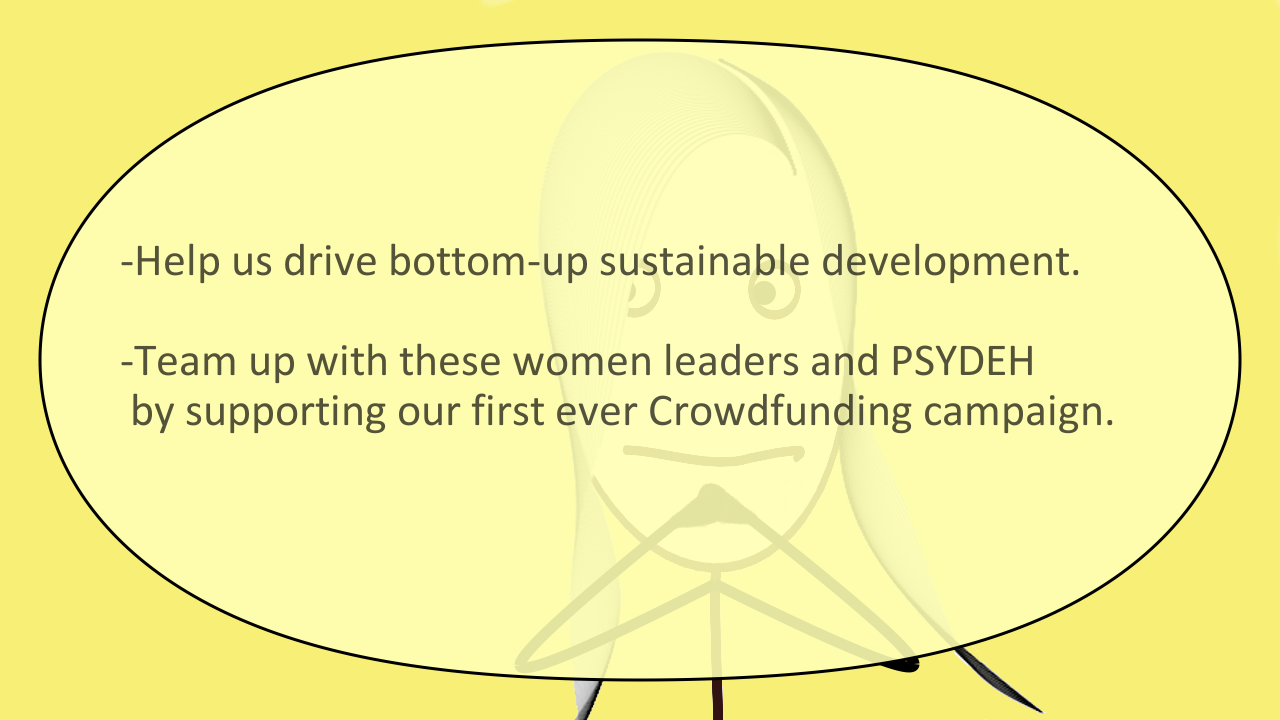 -Help us drive bottom-up sustainable development.
-Team up with these women leaders and PSYDEH
by supporting our first ever Crowdfunding campaign.